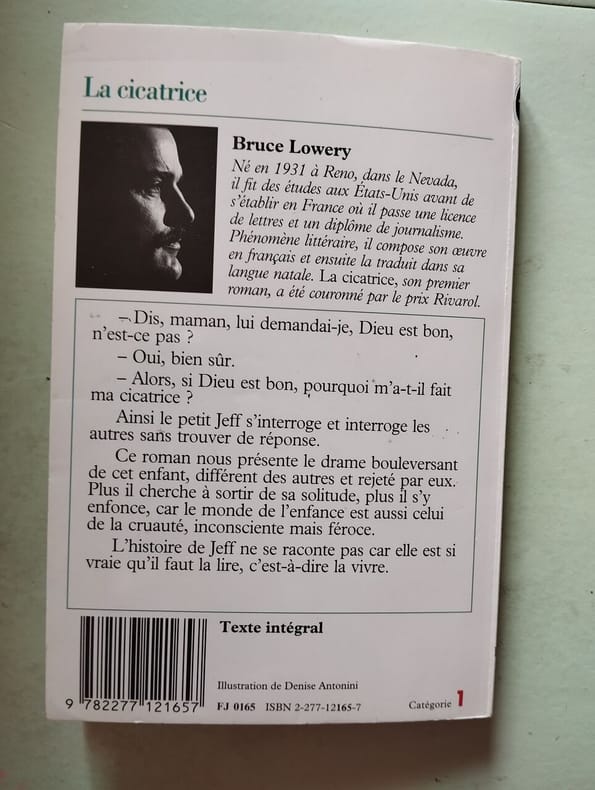 La cicatrice
Bruce Lowery
Né en 1931 à Reno, dans le Nevada,
il fit des études aux États-Unis avant de
s'établir en France où il passe une licence
de lettres et un diplôme de journalisme.
Phénomène littéraire, il compose son œuvre
en français et ensuite la traduit dans sa
langue natale. La cicatrice, son premier
roman, a été couronné par le prix Rivarol.
– Dis, maman, lui demandai-je, Dieu est bon,
n'est-ce pas ?
– Oui, bien sûr.
– Alors, si Dieu est bon, pourquoi m'a-t-il fait
ma cicatrice ?
Ainsi le petit Jeff s'interroge et interroge les
autres sans trouver de réponse.
Ce roman nous présente le drame bouleversant
de cet enfant, différent des autres et rejeté par eux.
Plus il cherche à sortir de sa solitude, plus il s'y
enfonce, car le monde de l'enfance est aussi celui
de la cruauté, inconsciente mais féroce.
L'histoire de Jeff ne se raconte pas car elle est si
vraie qu'il faut la lire, c'est-à-dire la vivre.
Texte intégral
Illustration de Denise Antonini
9 782277 121657
FJ 0165 ISBN 2-277-12165-7
Catégorie 1